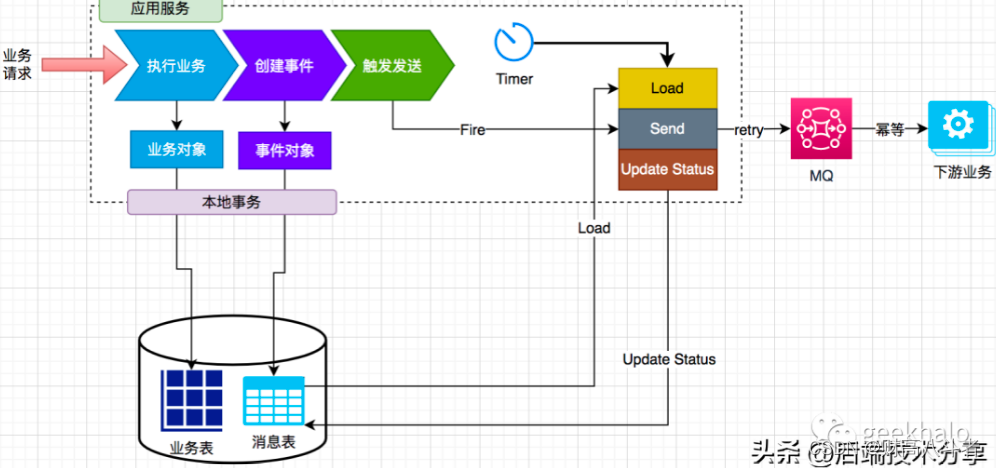 应用服务
业务
请求
执行业务
创建事件
触发发送
Timer
Load
Send
Update Status
Fire
retry
MQ
幂等
下游业务
业务对象
事件对象
本地事务
Load
Update Status
业务表
消息表
geekhalo
头条 @后端技术分享